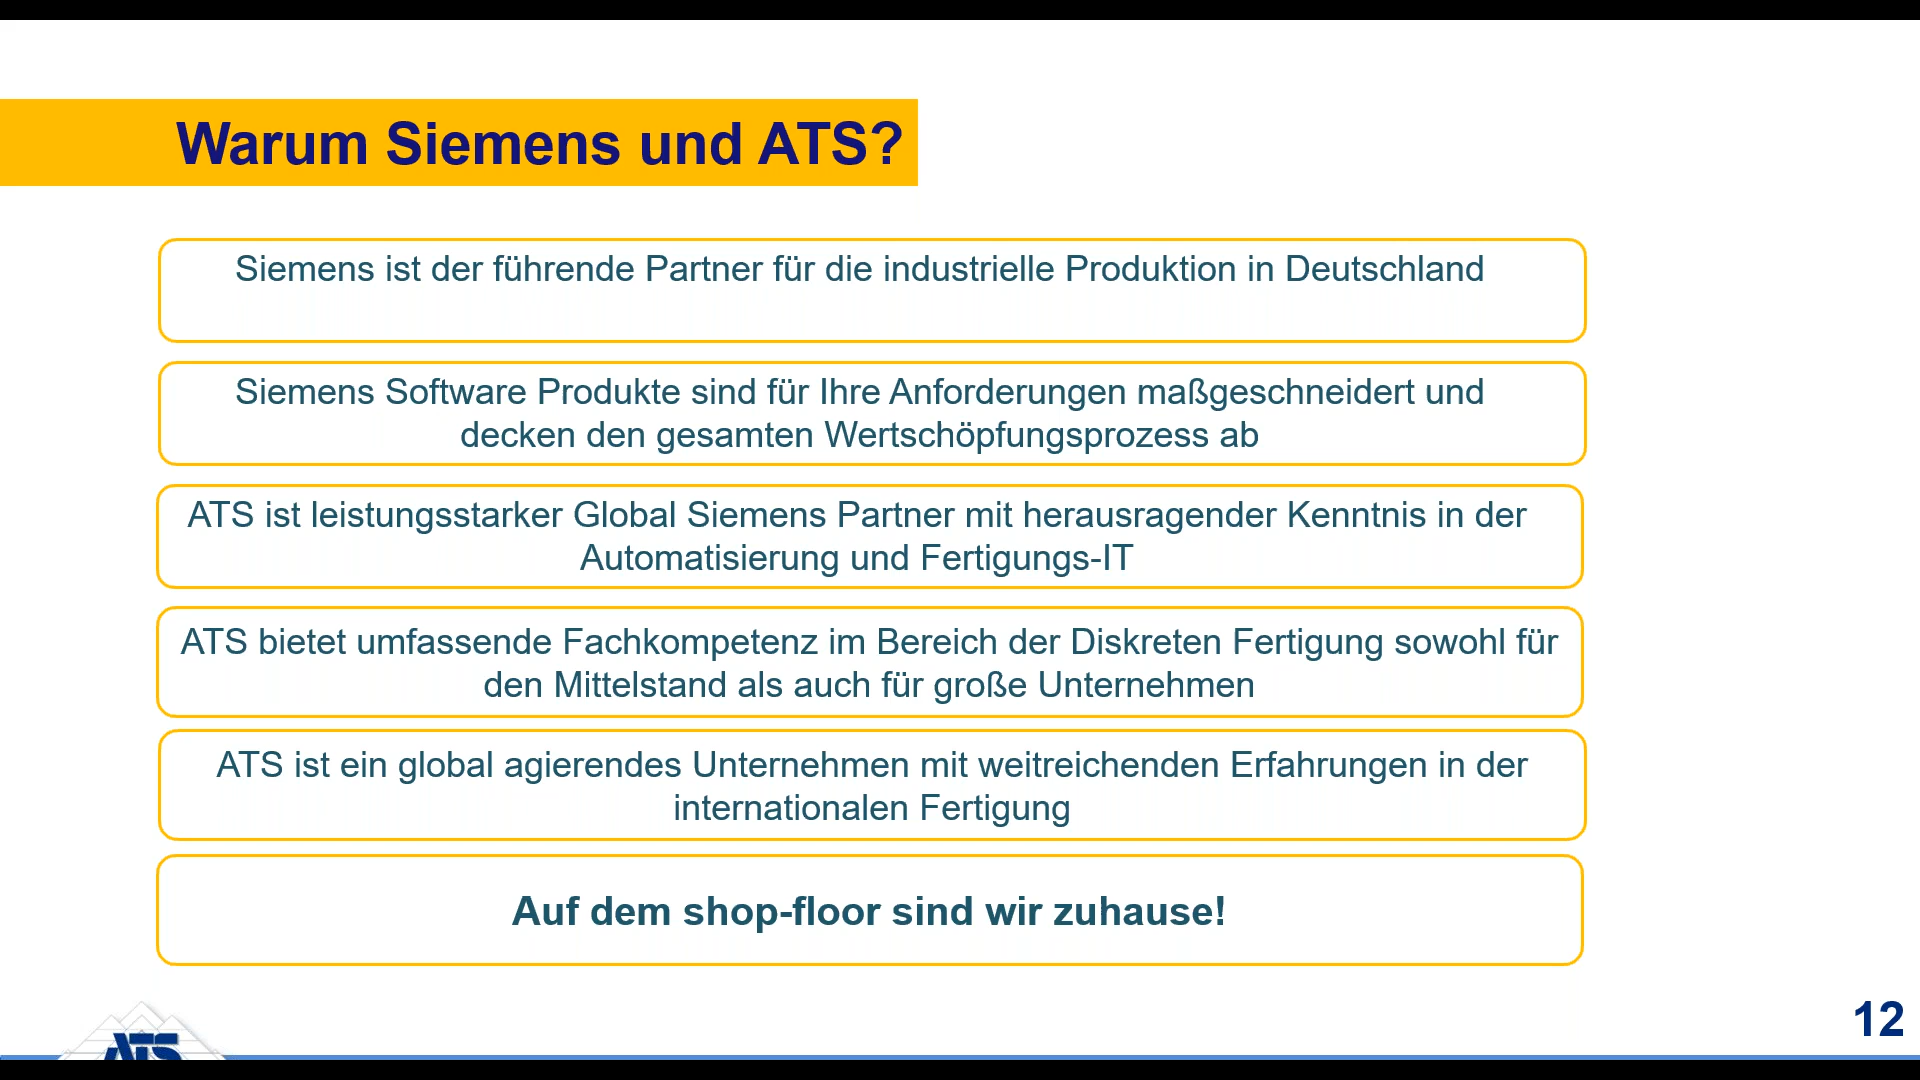 Warum Siemens und ATS?
Siemens ist der führende Partner für die industrielle Produktion in Deutschland
Siemens Software Produkte sind für Ihre Anforderungen maßgeschneidert und
decken den gesamten Wertschöpfungsprozess ab
ATS ist leistungsstarker Global Siemens Partner mit herausragender Kenntnis in der
Automatisierung und Fertigungs-IT
ATS bietet umfassende Fachkompetenz im Bereich der Diskreten Fertigung sowohl für
den Mittelstand als auch für große Unternehmen
ATS ist ein global agierendes Unternehmen mit weitreichenden Erfahrungen in der
internationalen Fertigung
Auf dem shop-floor sind wir zuhause!
ATS
12